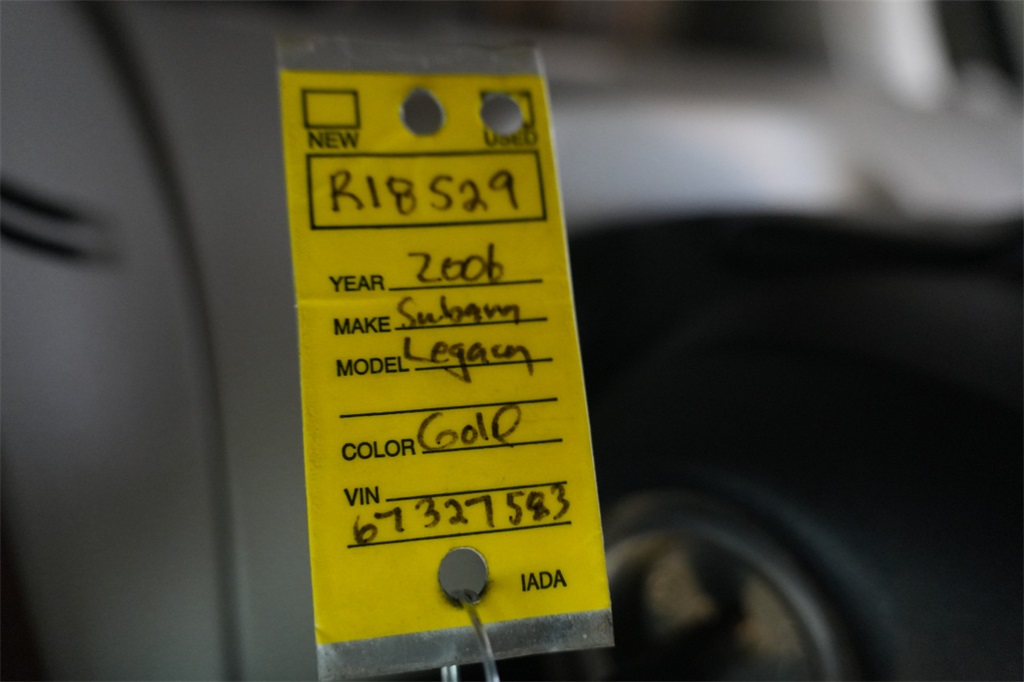 NEW USED
R18529
YEAR 2006
MAKE Subaru
MODEL Legacy
COLOR Gold
VIN
67327583
IADA